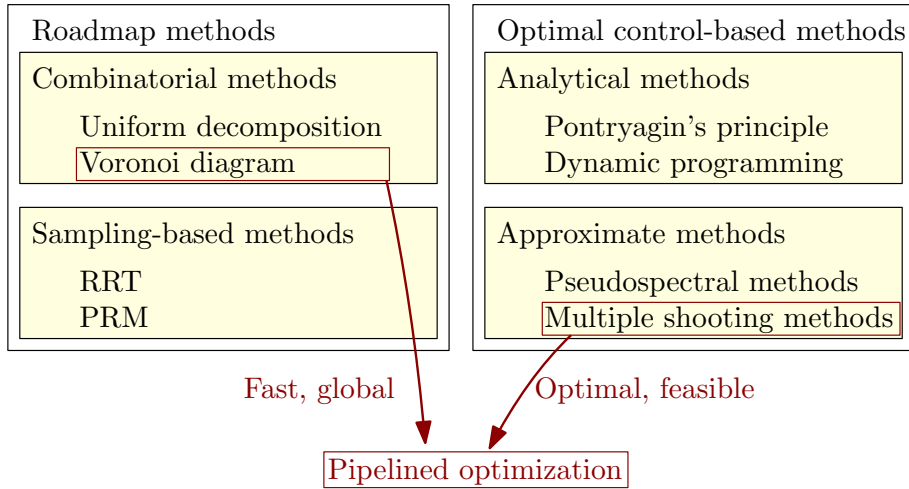 Roadmap methods
Combinatorial methods
Uniform decomposition
Voronoi diagram
Sampling-based methods
RRT
PRM
Optimal control-based methods
Analytical methods
Pontryagin's principle
Dynamic programming
Approximate methods
Pseudospectral methods
Multiple shooting methods
Fast, global
Optimal, feasible
Pipelined optimization